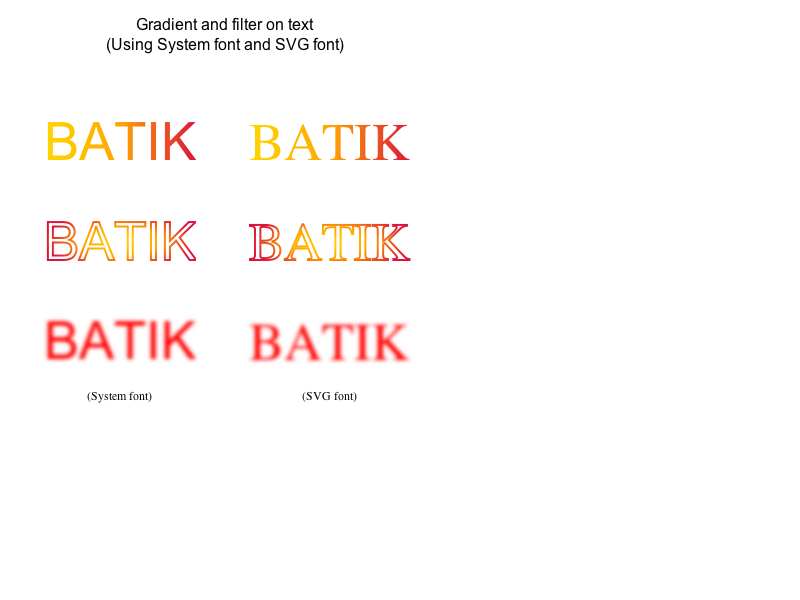 Gradient and filter on text
(Using System font and SVG font)
BATIK BATIK
BATIK BATIK
BATIK BATIK
(System font) (SVG font)